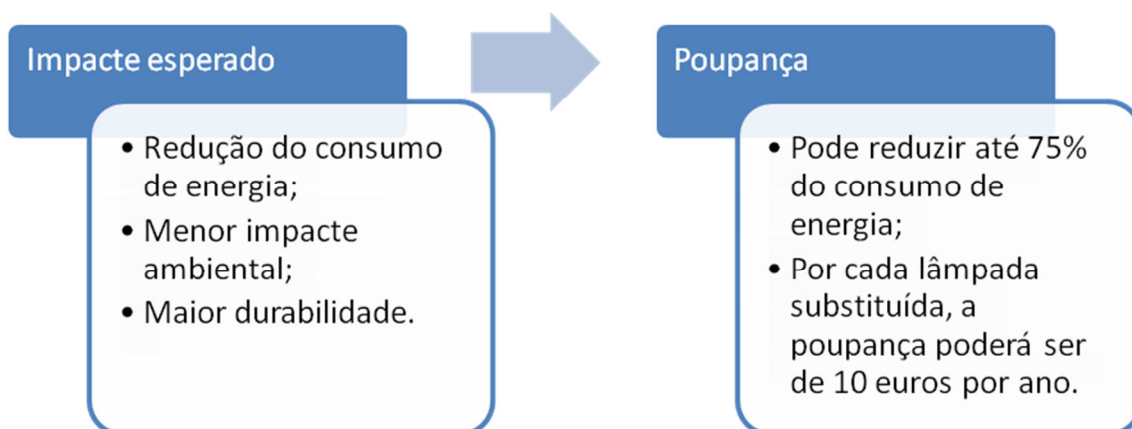 Impacte esperado
• Redução do consumo
de energia;
• Menor impacte
ambiental;
• Maior durabilidade.
Poupança
• Pode reduzir até 75%
do consumo de
energia;
• Por cada lâmpada
substituída, a
poupança poderá ser
de 10 euros por ano.